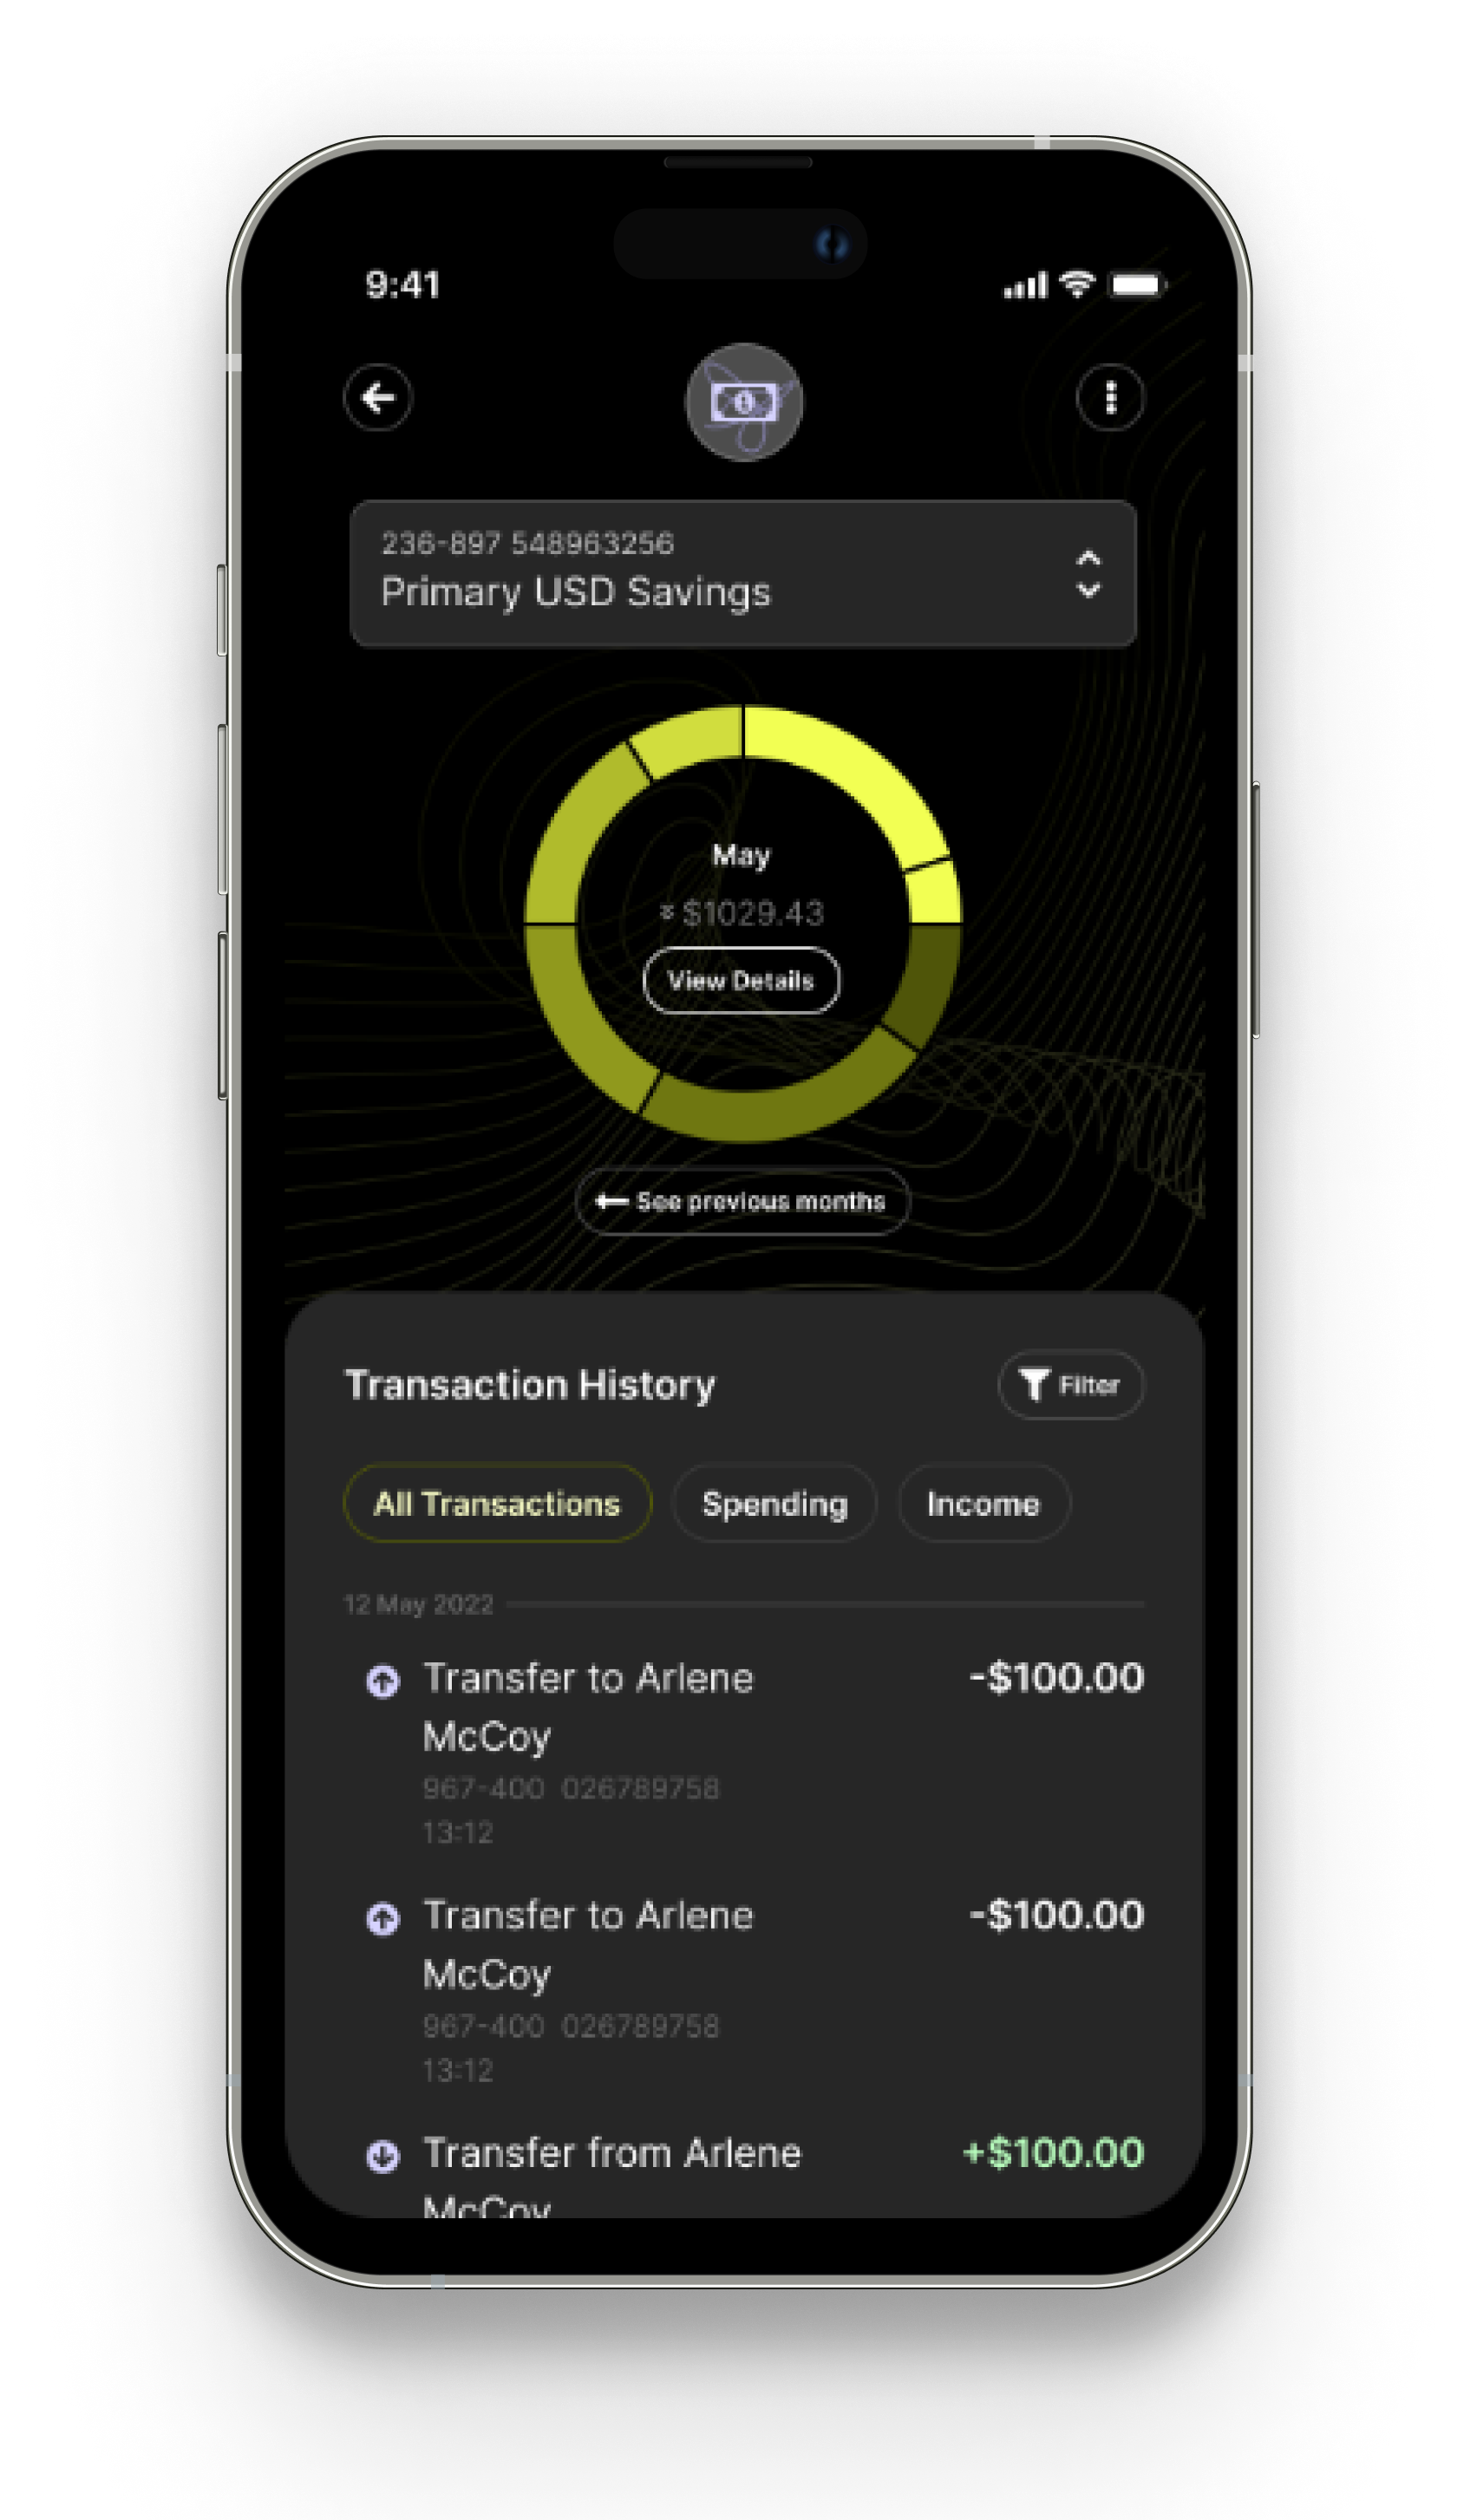 9:41
236-897 548963256
Primary USD Savings
May
$1029.43
View Details
See previous months
Transaction History
Filter
All Transactions
Spending
Income
12 May 2022
Transfer to Arlene
-$100.00
McCoy
967-400 026789758
13:12
Transfer to Arlene
-$100.00
McCoy
967-400 026789758
13:12
Transfer from Arlene
+$100.00
McCoy